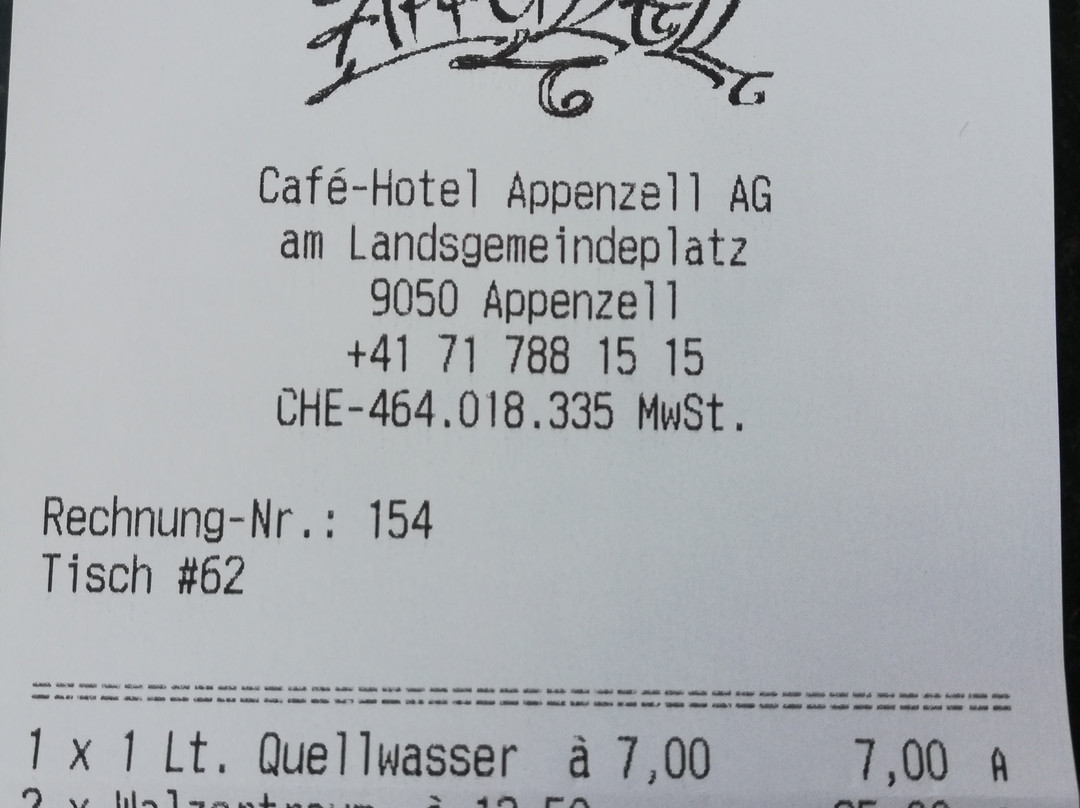 Appenzell
Café-Hotel Appenzell AG
am Landsgemeindeplatz
9050 Appenzell
+41 71 788 15 15
CHE-464.018.335 MwSt.
Rechnung-Nr.: 154
Tisch #62
1 x 1 Lt. Quellwasser à 7,00 7,00 A